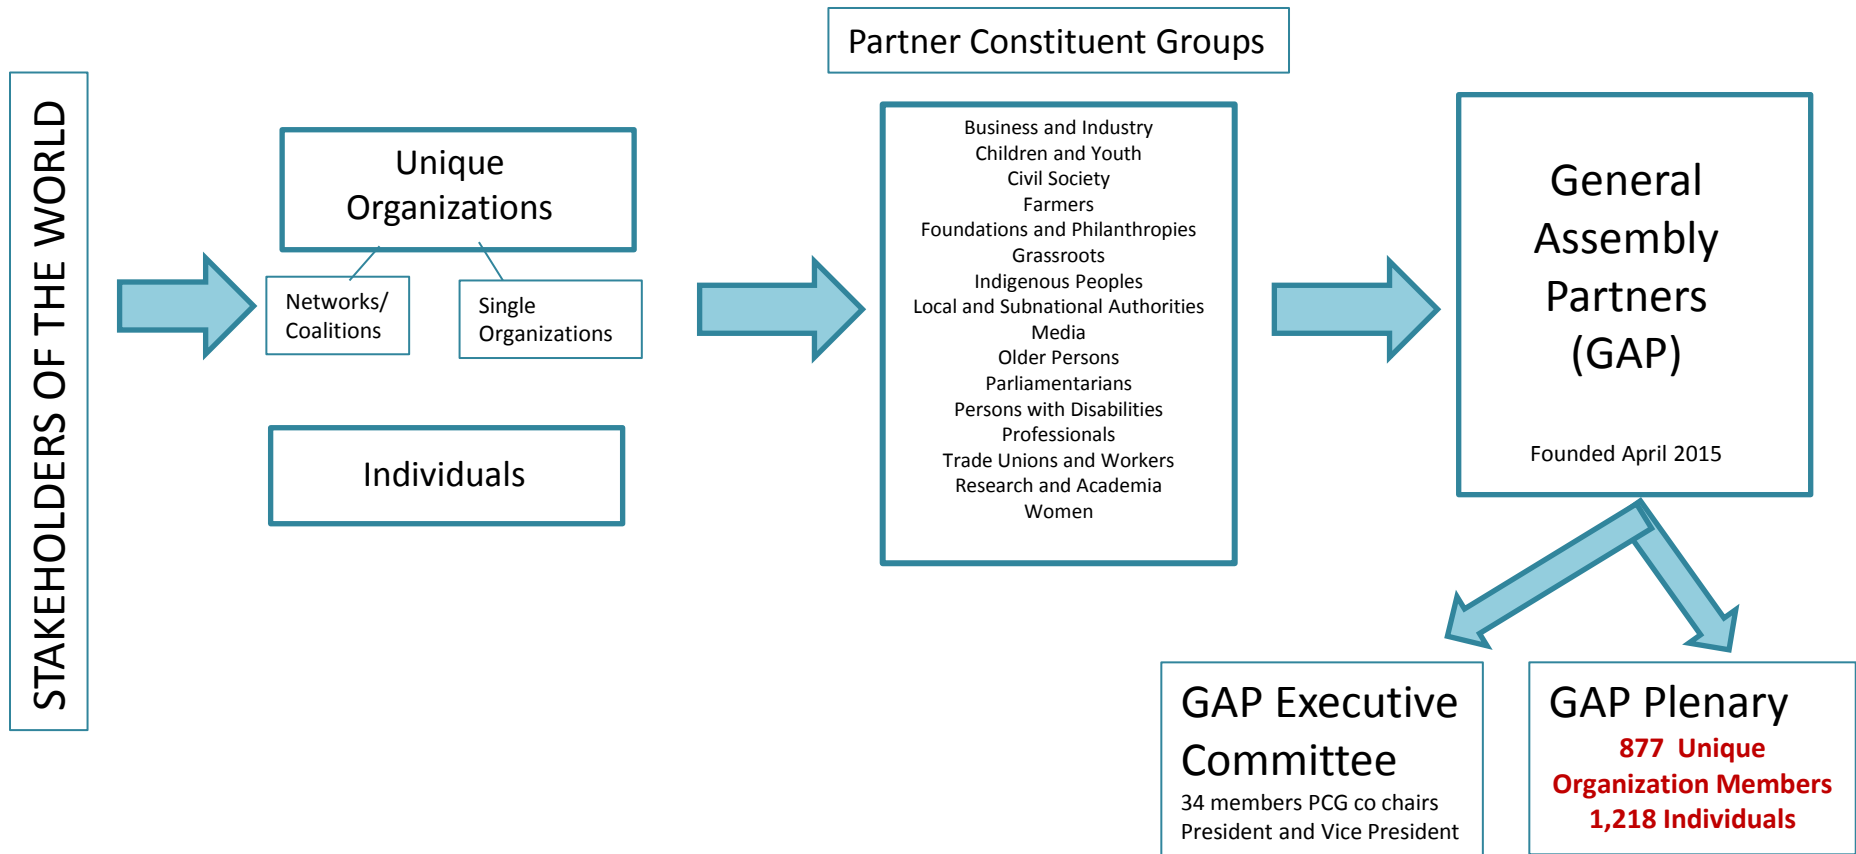 STAKEHOLDERS OF THE WORLD
Unique
Organizations
Networks/
Coalitions
Single
Organizations
Individuals
Partner Constituent Groups
Business and Industry
Children and Youth
Civil Society
Farmers
Foundations and Philanthropies
Grassroots
Indigenous Peoples
Local and Subnational Authorities
Media
Older Persons
Parliamentarians
Persons with Disabilities
Professionals
Trade Unions and Workers
Research and Academia
Women
General
Assembly
Partners
(GAP)
Founded April 2015
GAP Executive
Committee
34 members PCG co chairs
President and Vice President
GAP Plenary
877 Unique
Organization Members
1,218 Individuals